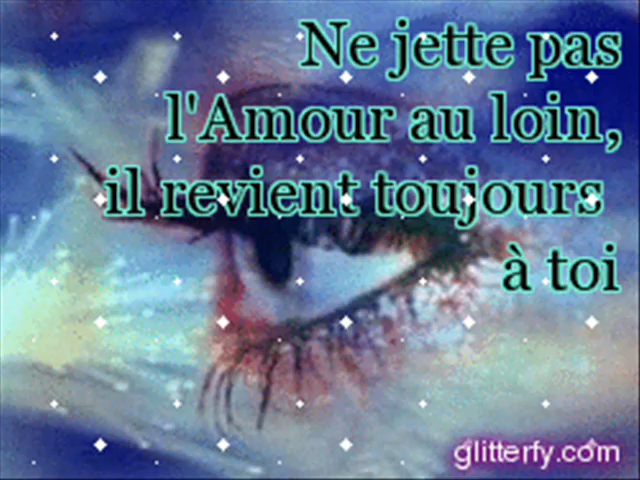 Ne jette pas
l'Amour au loin,
il revient toujours
à toi
glitterfy.com